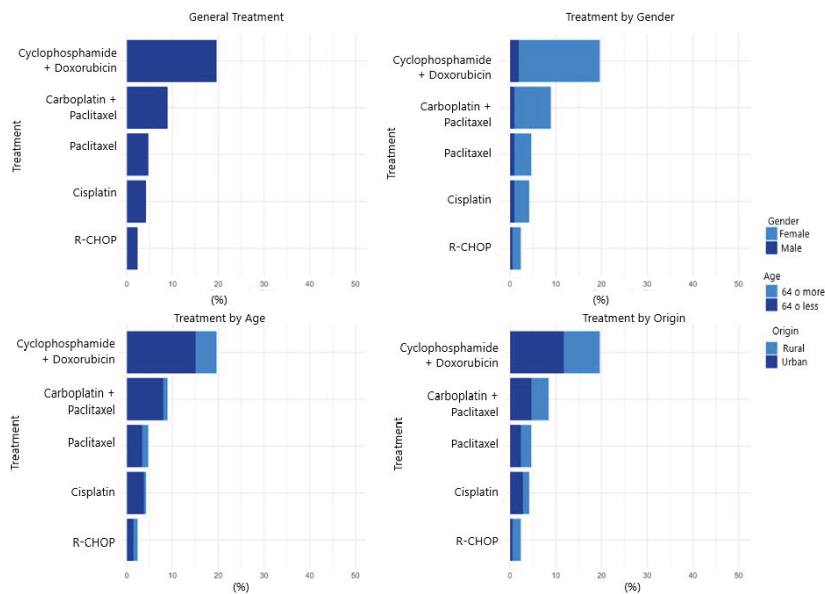 General Treatment
Treatment
Cyclophosphamide
+ Doxorubicin
Carboplatin +
Paclitaxel
Paclitaxel
Cisplatin
R-CHOP
0 10 20 30 40 50
(%)
Treatment by Gender
Treatment
Cyclophosphamide
+ Doxorubicin
Carboplatin +
Paclitaxel
Paclitaxel
Cisplatin
R-CHOP
0 10 20 30 40 50
(%)
Gender
Female
Male
Age
64 o more
64 o less
Origin
Rural
Urban
Treatment by Age
Treatment
Cyclophosphamide
+ Doxorubicin
Carboplatin +
Paclitaxel
Paclitaxel
Cisplatin
R-CHOP
0 10 20 30 40 50
(%)
Treatment by Origin
Treatment
Cyclophosphamide
+ Doxorubicin
Carboplatin +
Paclitaxel
Paclitaxel
Cisplatin
R-CHOP
0 10 20 30 40 50
(%)